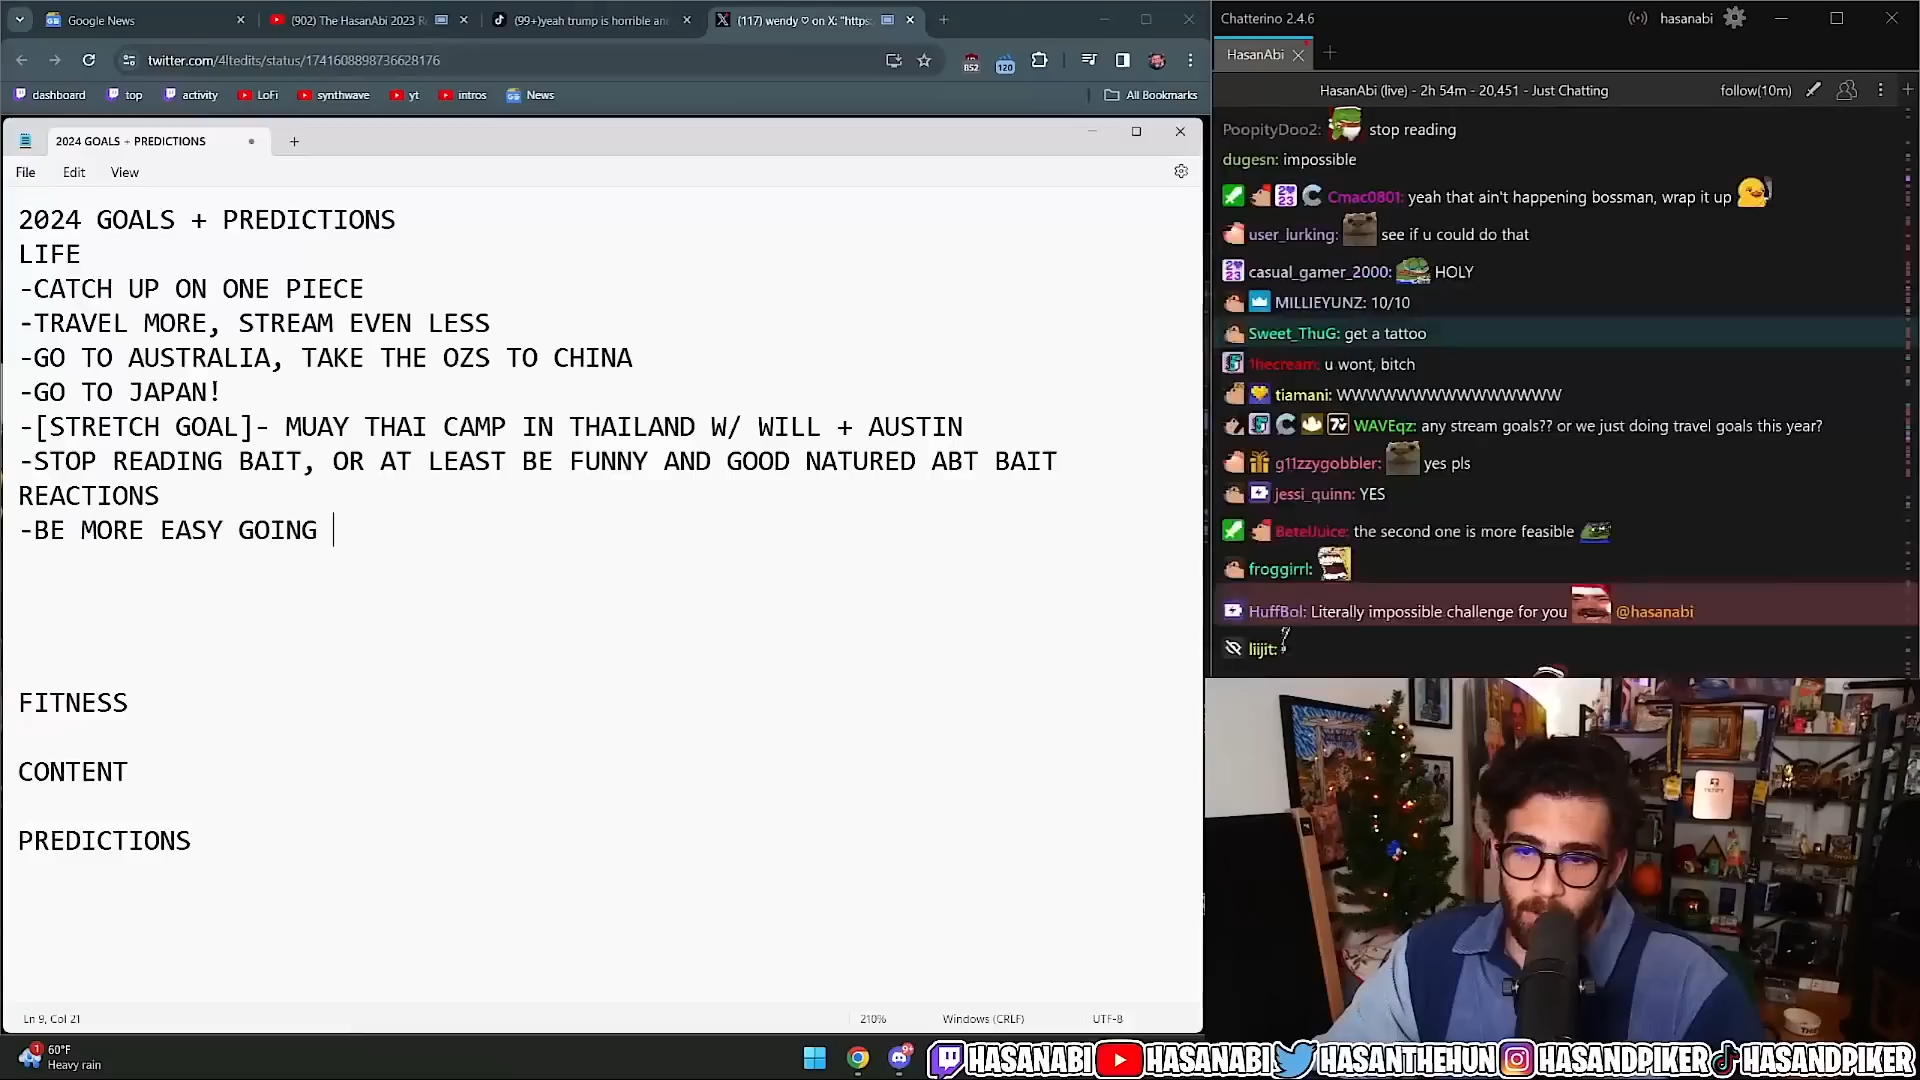 Google News
(902) The HasanAbi 2023 R
(99+)yeah trump is horrible an
(117) wendy ♡ on X: "https:
twitter.com/4ltedits/status/1741608898736628176
852
120
dashboard
top
activity
LoFi
synthwave
yt
intros
News
All Bookmarks
2024 GOALS + PREDICTIONS
File
Edit
View
2024 GOALS + PREDICTIONS
LIFE
-CATCH UP ON ONE PIECE
-TRAVEL MORE, STREAM EVEN LESS
-GO TO AUSTRALIA, TAKE THE OZS TO CHINA
-GO TO JAPAN!
-[STRETCH GOAL]- MUAY THAI CAMP IN THAILAND W/ WILL + AUSTIN
-STOP READING BAIT, OR AT LEAST BE FUNNY AND GOOD NATURED ABT BAIT
REACTIONS
-BE MORE EASY GOING
FITNESS
CONTENT
PREDICTIONS
Ln 9, Col 21
210%
Windows (CRLF)
UTF-8
Chatterino 2.4.6
hasanabi
HasanAbi
HasanAbi (live) - 2h 54m - 20,451 - Just Chatting
follow(10m)
PoopityDoo2: stop reading
dugesn: impossible
Cmac0801: yeah that ain't happening bossman, wrap it up
user_lurking: see if u could do that
casual_gamer_2000: HOLY
MILLIEYUNZ: 10/10
Sweet_ThuG: get a tattoo
1hecream: u wont, bitch
tiamani: WWWWWWWWWWWWWWWW
WAVEqz: any stream goals?? or we just doing travel goals this year?
g11zzygobbler: yes pls
jessi_quinn: YES
BetelJuice: the second one is more feasible
froggirrl:
HuffBol: Literally impossible challenge for you @hasanabi
liijit:
1
60°F
Heavy rain
9+
HASANABI
HASANABI
HASANTHEHUN
HASANDPIKER
HASANDPIKER